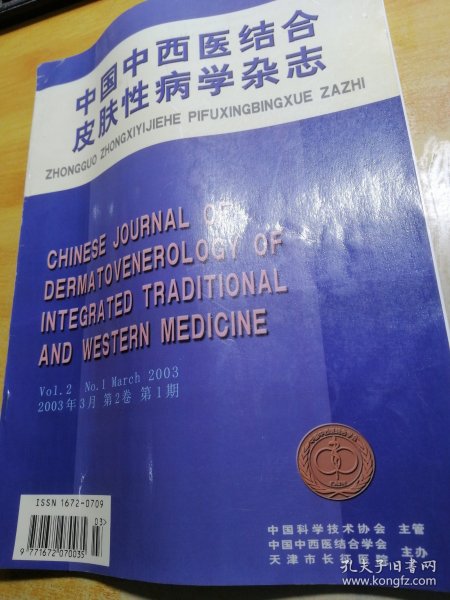 中国中西医结合
皮肤性病学杂志
ZHONGGUO ZHONGXIYIJIEHE PIFUXINGBINGXUE ZAZHI
CHINESE JOURNAL OF
DERMATOVENEROLOGY OF
INTEGRATED TRADITIONAL
AND WESTERN MEDICINE
Vol.2 No.1 March 2003
2003年3月 第2卷 第1期
ISSN 1672-0709
03>
9 771672 070035
中国科学技术协会 主管
中国中西医结合学会
天津市长征医院 主办
孔夫子旧书网
www.kongfz.com